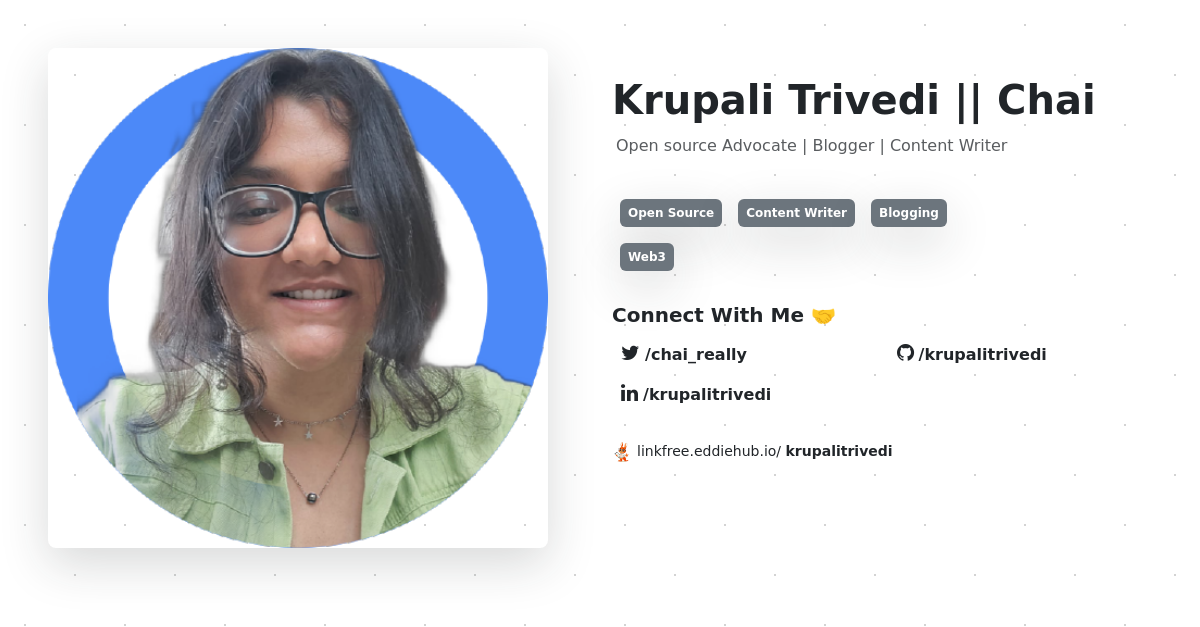 Krupali Trivedi || Chai
Open source Advocate | Blogger | Content Writer
Open Source Content Writer Blogging
Web3
Connect With Me 🤝
/chai_really /krupalitrivedi
/krupalitrivedi
linkfree.eddiehub.io/ krupalitrivedi